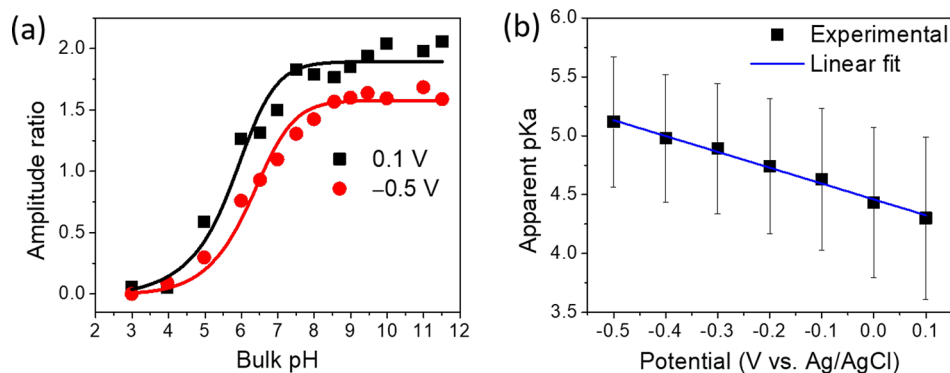 (a)
2.0
1.5
1.0
0.5
0.0
Amplitude ratio
0.1 V
−0.5 V
2 3 4 5 6 7 8 9 10 11 12
Bulk pH
(b)
6.0
5.5
5.0
4.5
4.0
3.5
Apparent pKa
Experimental
Linear fit
-0.5 -0.4 -0.3 -0.2 -0.1 0.0 0.1
Potential (V vs. Ag/AgCl)